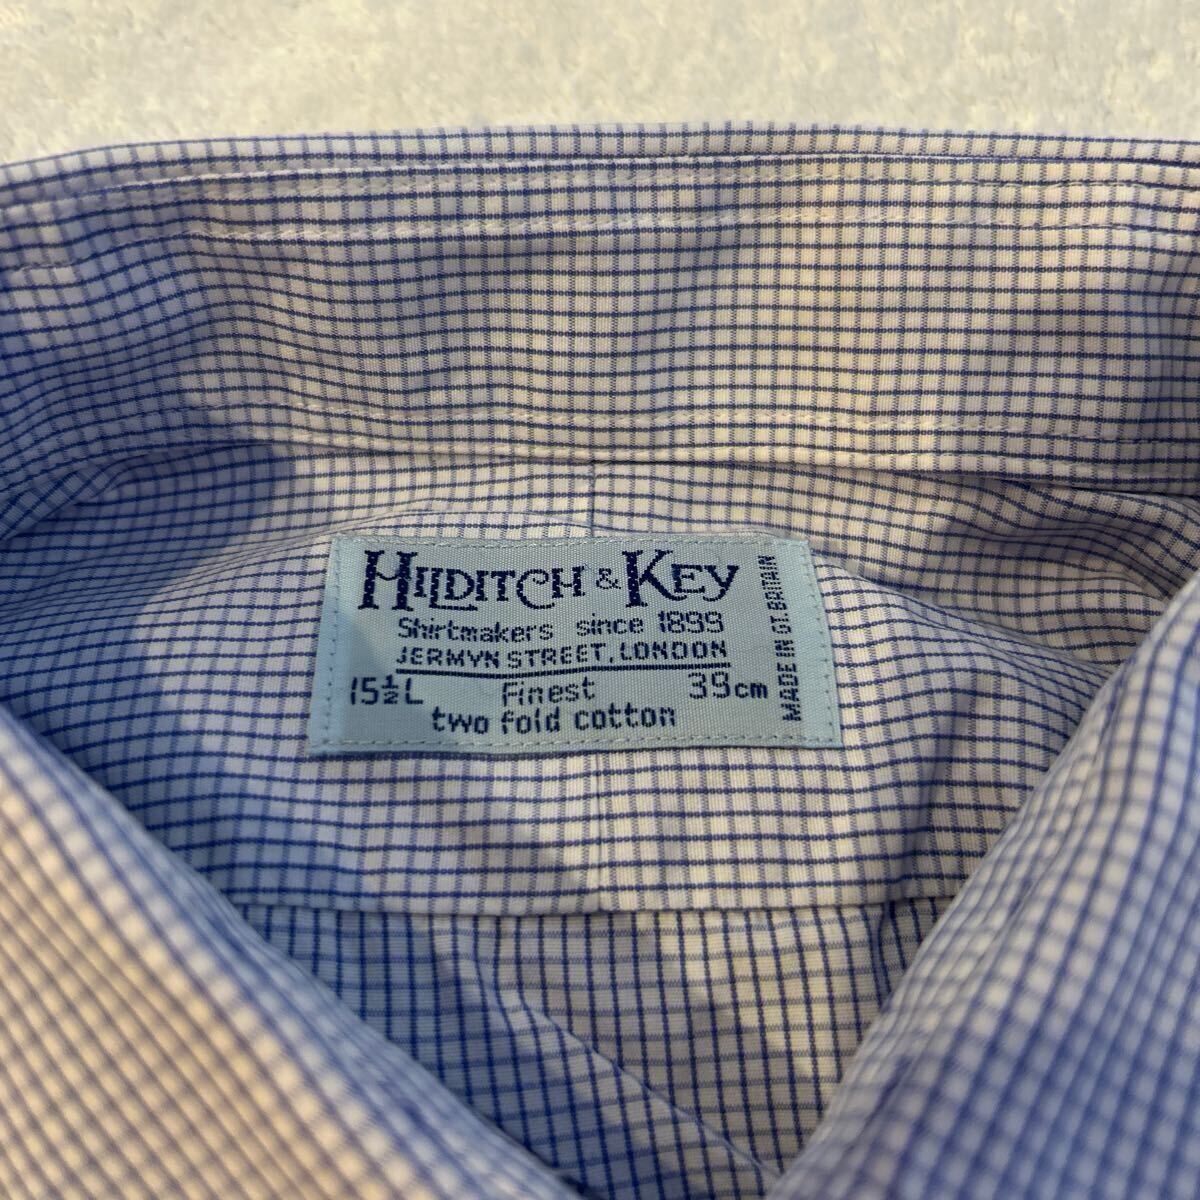 HILDITCH & KEY
Shirtmakers since 1899
JERMYN STREET, LONDON
15½L Finest 39cm
two fold cotton
MADE IN GT. BRITAIN